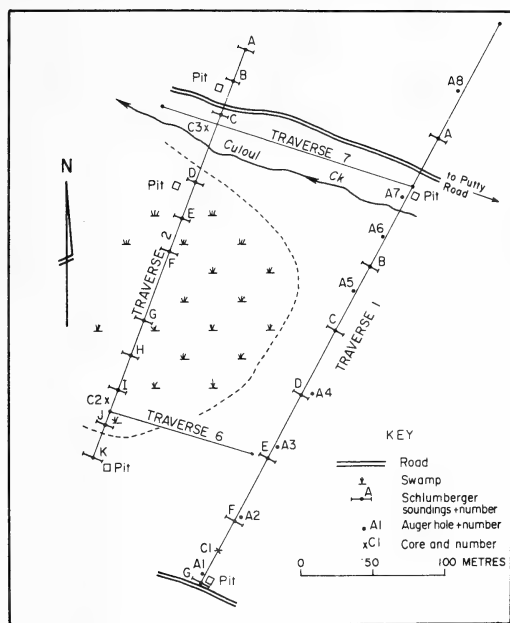 A
A8
B
Pit
C
C3x
TRAVERSE 7
A
to Putty
Road
Culoul
Ck
N
D
Pit
A7
Pit
E
A6
F
B
TRAVERSE 2
A5
G
C
TRAVERSE 1
H
I
D
A4
C2x
J
TRAVERSE 6
KEY
A3
E
K
Pit
Road
Swamp
A
Schlumberger
soundings + number
F
A2
A1
Auger hole + number
C1
xC1
Core and number
A1
G
Pit
0
50
100 METRES